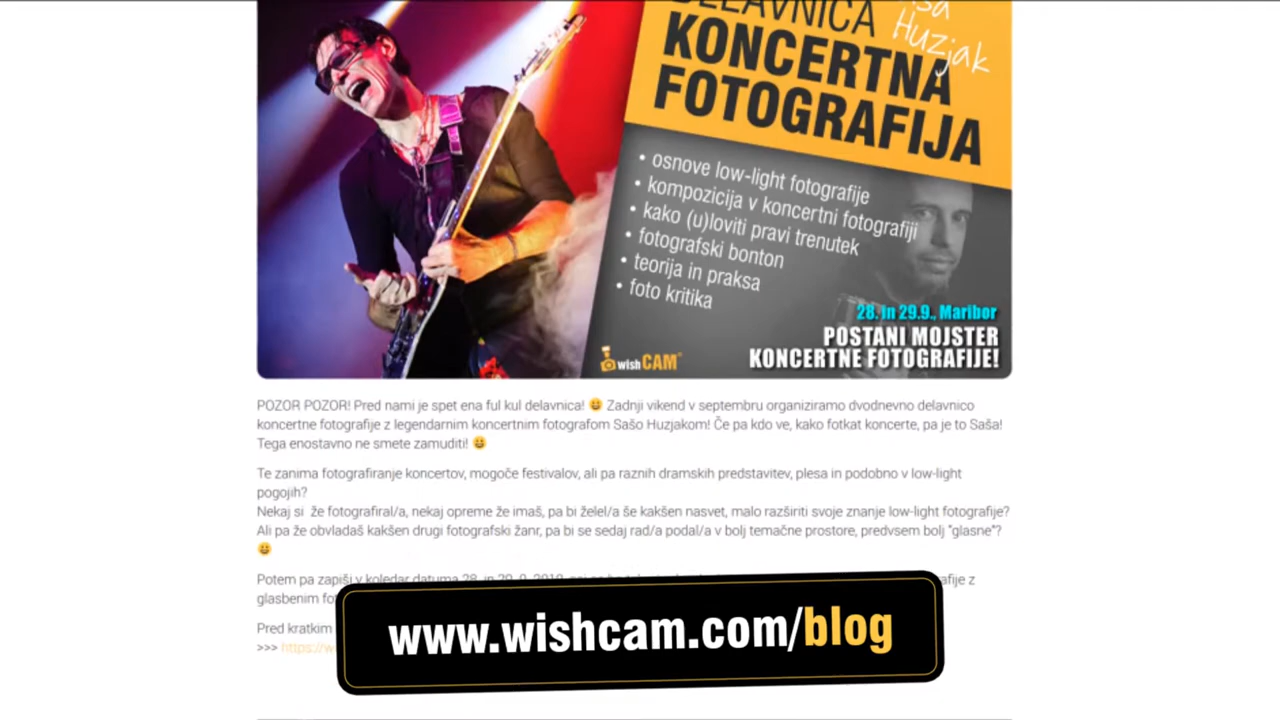 DELAVNICA
Huzjak
KONCERTNA
FOTOGRAFIJA
• osnove low-light fotografije
• kompozicija v koncertni fotografiji
• kako (u)loviti pravi trenutek
• fotografski bonton
• teorija in praksa
• foto kritika
28. in 29.9., Maribor
POSTANI MOJSTER
KONCERTNE FOTOGRAFIJE!
wishCAM
POZOR POZOR! Pred nami je spet ena ful kul delavnica! 😀 Zadnji vikend v septembru organiziramo dvodnevno delavnico
koncertne fotografije z legendarnim koncertnim fotografom Sašo Huzjakom! Če pa kdo ve, kako fotkat koncerte, pa je to Saša!
Tega enostavno ne smete zamuditi! 😀
Te zanima fotografiranje koncertov, mogoče festivalov, ali pa raznih dramskih predstavitev, plesa in podobno v low-light
pogojih?
Nekaj si že fotografiral/a, nekaj opreme že imaš, pa bi želel/a še kakšen nasvet, malo razširiti svoje znanje low-light fotografije?
Ali pa že obvladaš kakšen drugi fotografski žanr, pa bi se sedaj rad/a podal/a v bolj temačne prostore, predvsem bolj "glasne"?
😀
Potem pa zapiši v koledar datuma 28. in 29. 9. 2019
glasbenim
Pred kratkim
>>>
www.wishcam.com/blog